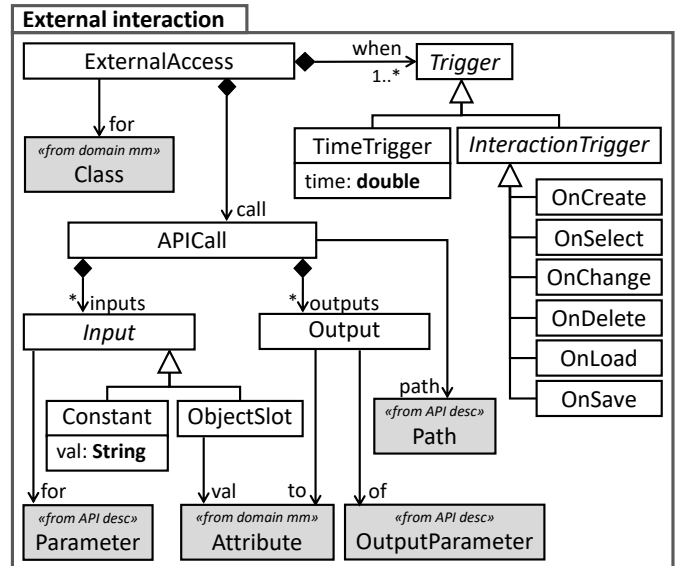 External interaction
ExternalAccess
when
1..*
Trigger
for
«from domain mm»
Class
TimeTrigger
time: double
InteractionTrigger
OnCreate
OnSelect
OnChange
OnDelete
OnLoad
OnSave
call
APICall
* inputs
* outputs
Input
Output
path
«from API desc»
Path
Constant
val: String
ObjectSlot
for
val
to
of
«from API desc»
Parameter
«from domain mm»
Attribute
«from API desc»
OutputParameter